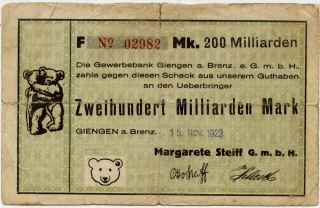 F № 02982 Mk. 200 Milliarden
Die Gewerbebank Giengen a. Brenz. e. G. m. b. H.
zahle gegen diesen Scheck aus unserem Guthaben
an den Ueberbringer
Zweihundert Milliarden Mark
GIENGEN a. Brenz. 15. Nov. 1923
Margarete Steiff G. m. b. H.